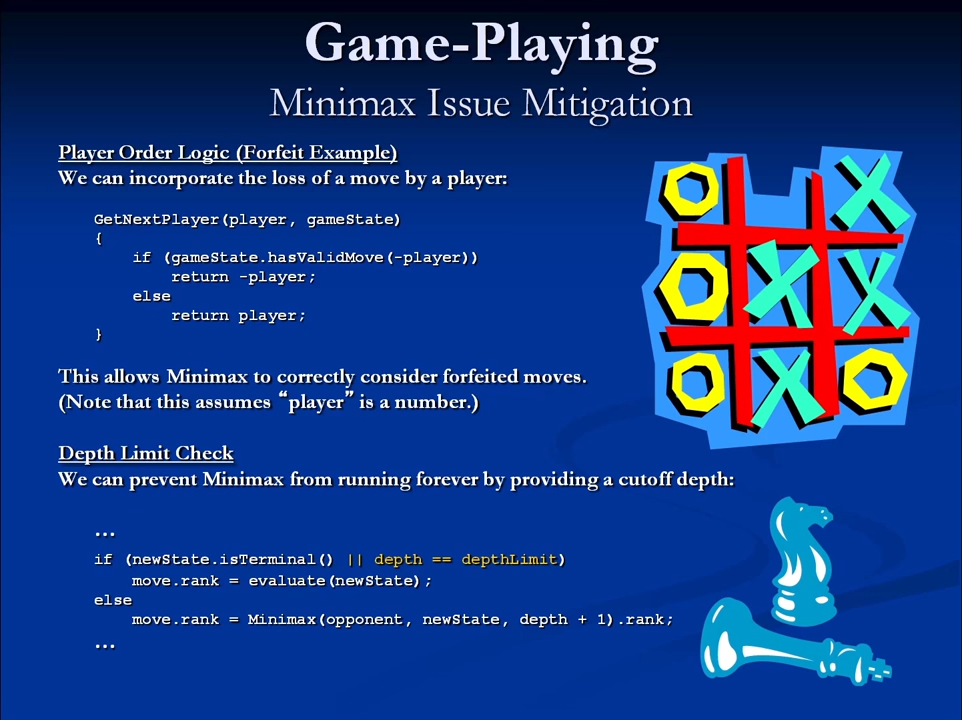 Game-Playing
Minimax Issue Mitigation
Player Order Logic (Forfeit Example)
We can incorporate the loss of a move by a player:
GetNextPlayer(player, gameState)
{
    if (gameState.hasValidMove(-player))
        return -player;
    else
        return player;
}
This allows Minimax to correctly consider forfeited moves.
(Note that this assumes “player” is a number.)
Depth Limit Check
We can prevent Minimax from running forever by providing a cutoff depth:
…
if (newState.isTerminal() || depth == depthLimit)
    move.rank = evaluate(newState);
else
    move.rank = Minimax(opponent, newState, depth + 1).rank;
…